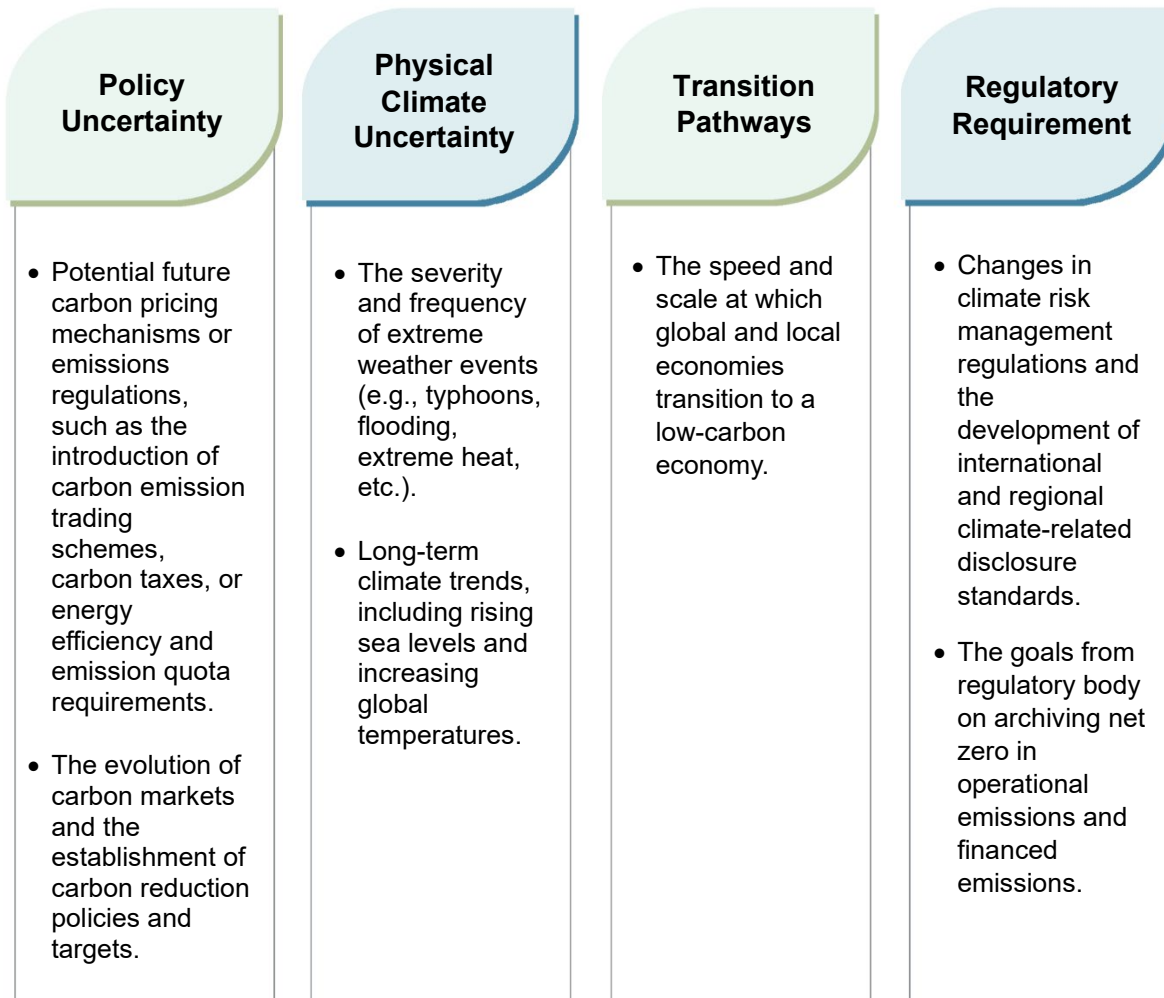 Policy
Uncertainty
• Potential future
carbon pricing
mechanisms or
emissions
regulations,
such as the
introduction of
carbon emission
trading
schemes,
carbon taxes, or
energy
efficiency and
emission quota
requirements.
• The evolution of
carbon markets
and the
establishment of
carbon reduction
policies and
targets.
Physical
Climate
Uncertainty
• The severity
and frequency
of extreme
weather events
(e.g., typhoons,
flooding,
extreme heat,
etc.).
• Long-term
climate trends,
including rising
sea levels and
increasing
global
temperatures.
Transition
Pathways
• The speed and
scale at which
global and local
economies
transition to a
low-carbon
economy.
Regulatory
Requirement
• Changes in
climate risk
management
regulations and
the
development of
international
and regional
climate-related
disclosure
standards.
• The goals from
regulatory body
on archiving net
zero in
operational
emissions and
financed
emissions.